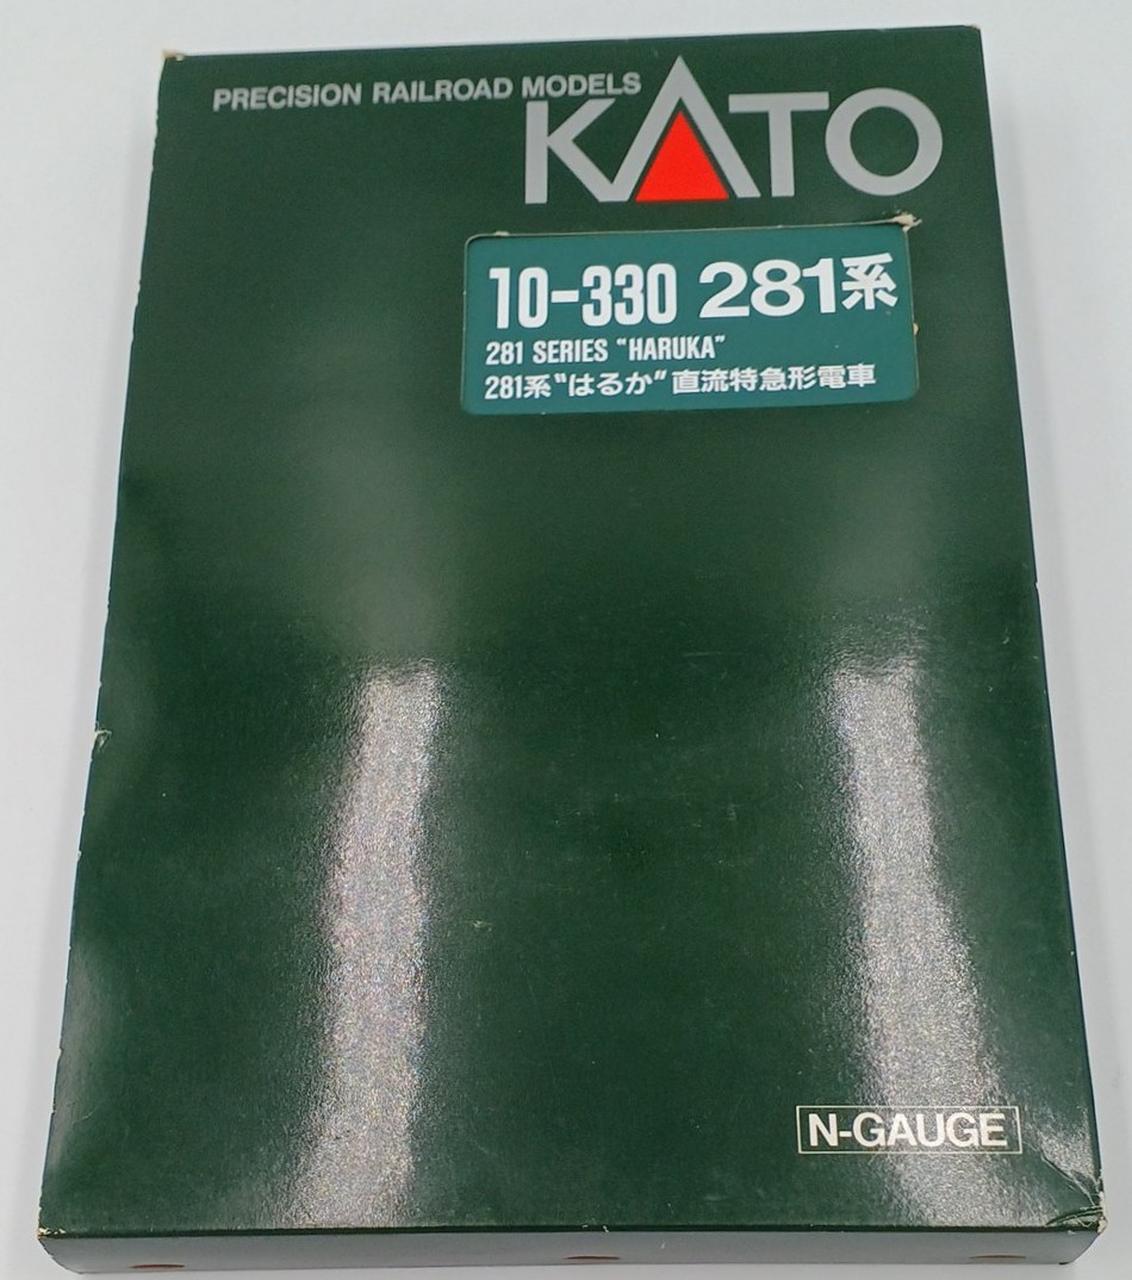 PRECISION RAILROAD MODELS
KATO
10-330 281系
281 SERIES "HARUKA"
281系"はるか"直流特急形電車
N-GAUGE